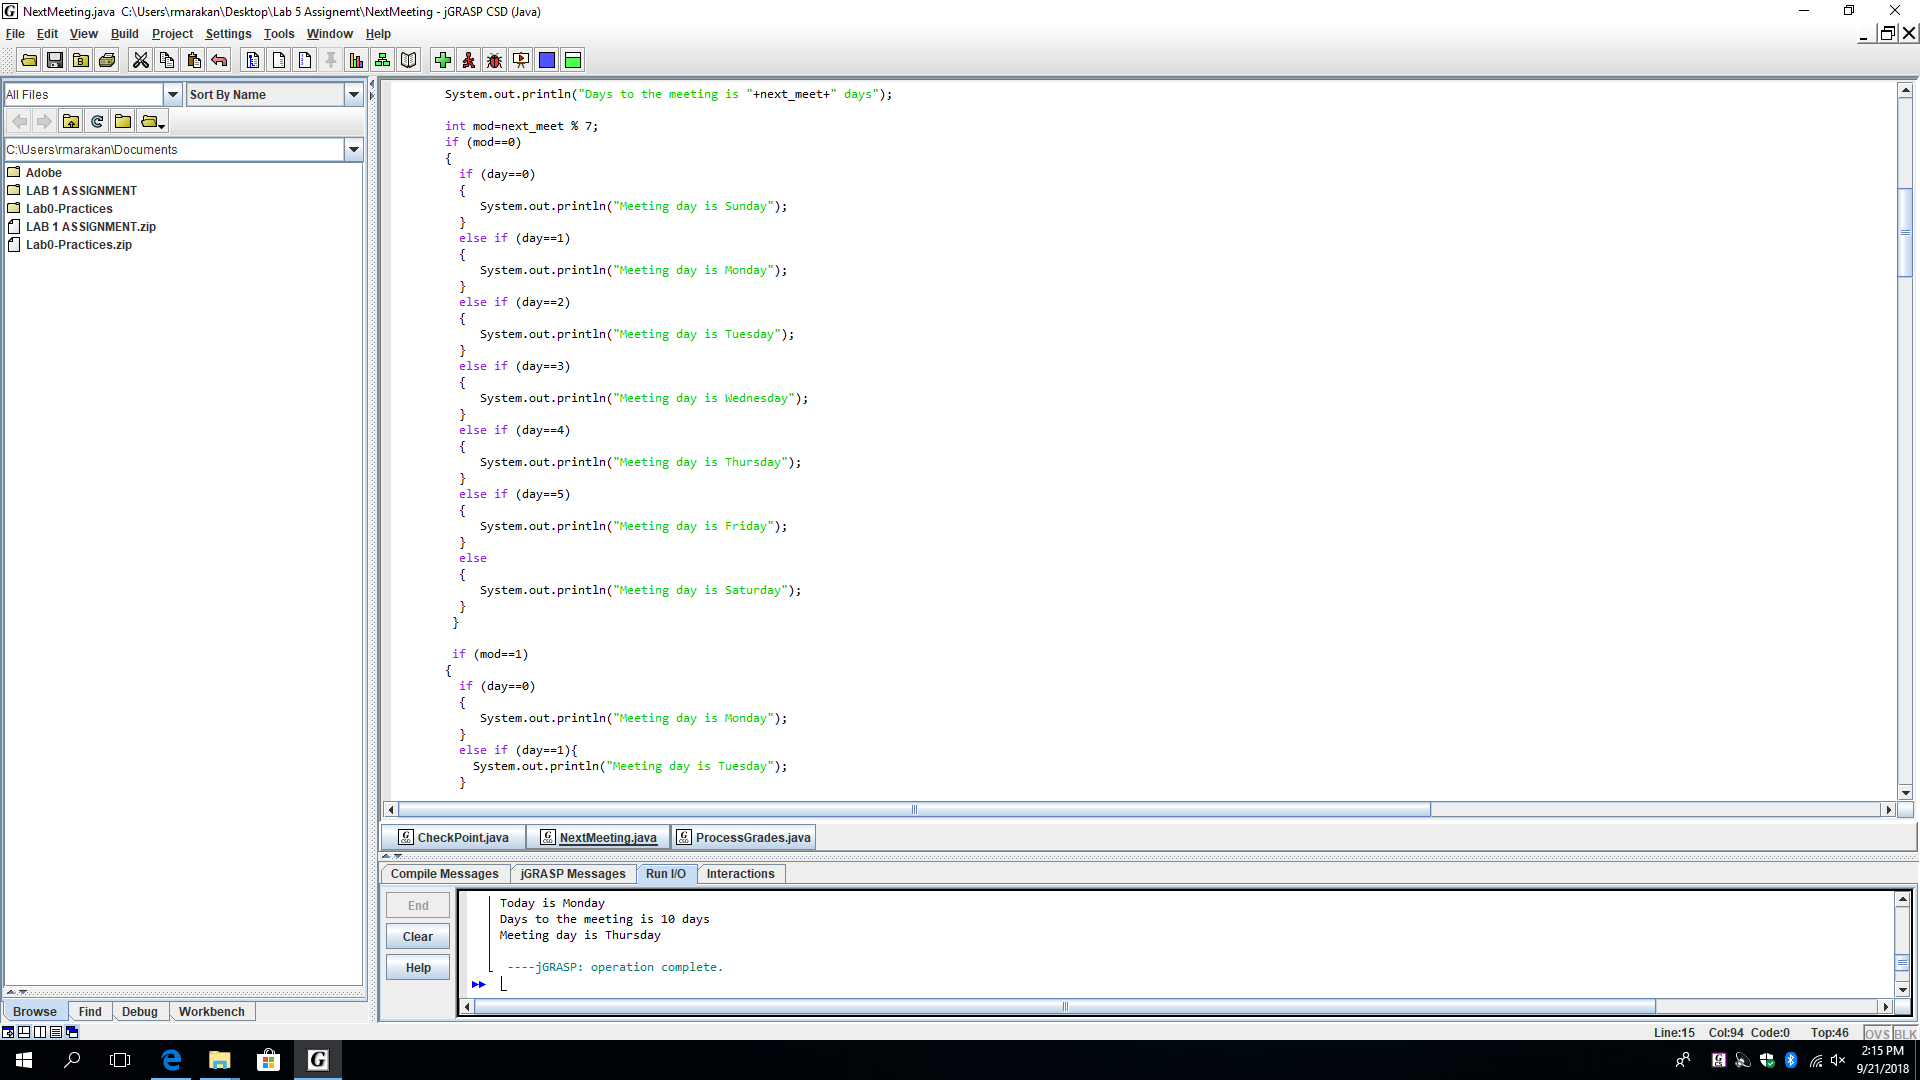 NextMeeting.java  C:\Users\rmarakan\Desktop\Lab 5 Assignemt\NextMeeting - jGRASP CSD (Java)
File Edit View Build Project Settings Tools Window Help
All Files
Sort By Name
C:\Users\rmarakan\Documents
Adobe
LAB 1 ASSIGNMENT
Lab0-Practices
LAB 1 ASSIGNMENT.zip
Lab0-Practices.zip
Browse Find Debug Workbench
System.out.println("Days to the meeting is "+next_meet+" days");
int mod=next_meet % 7;
if (mod==0)
{
if (day==0)
{
System.out.println("Meeting day is Sunday");
}
else if (day==1)
{
System.out.println("Meeting day is Monday");
}
else if (day==2)
{
System.out.println("Meeting day is Tuesday");
}
else if (day==3)
{
System.out.println("Meeting day is Wednesday");
}
else if (day==4)
{
System.out.println("Meeting day is Thursday");
}
else if (day==5)
{
System.out.println("Meeting day is Friday");
}
else
{
System.out.println("Meeting day is Saturday");
}
}
if (mod==1)
{
if (day==0)
{
System.out.println("Meeting day is Monday");
}
else if (day==1){
System.out.println("Meeting day is Tuesday");
}
CheckPoint.java NextMeeting.java ProcessGrades.java
Compile Messages jGRASP Messages Run I/O Interactions
End
Clear
Help
Today is Monday
Days to the meeting is 10 days
Meeting day is Thursday
----jGRASP: operation complete.
Line:15 Col:94 Code:0 Top:46 OVS BLK
2:15 PM
9/21/2018